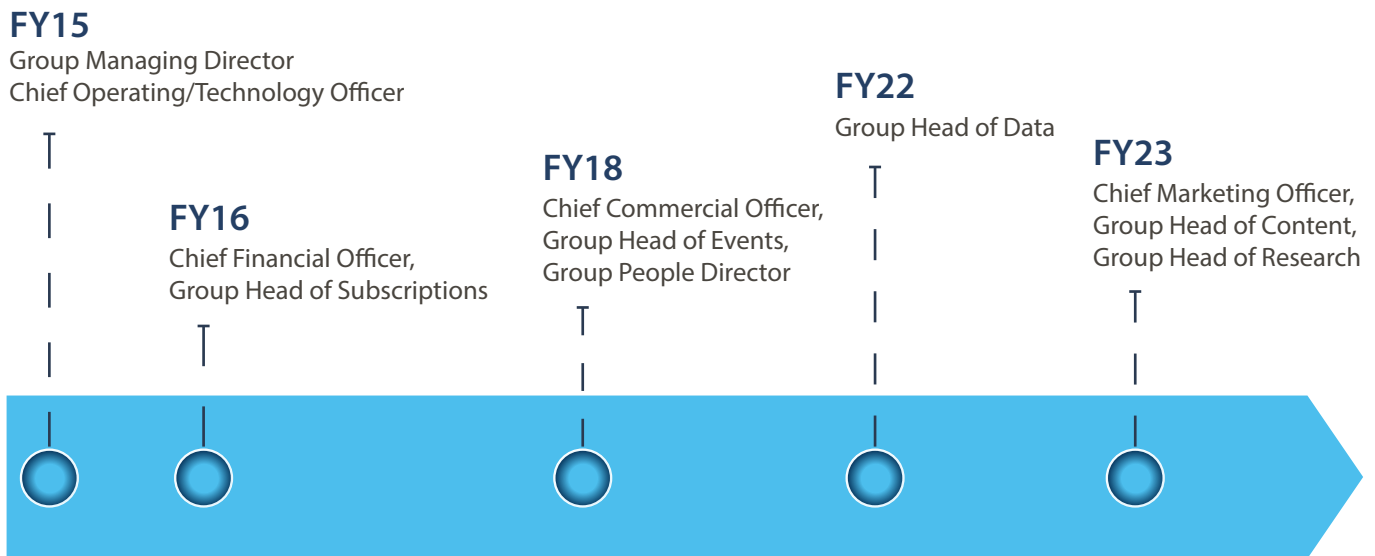 FY15
Group Managing Director
Chief Operating/Technology Officer
FY16
Chief Financial Officer,
Group Head of Subscriptions
FY18
Chief Commercial Officer,
Group Head of Events,
Group People Director
FY22
Group Head of Data
FY23
Chief Marketing Officer,
Group Head of Content,
Group Head of Research